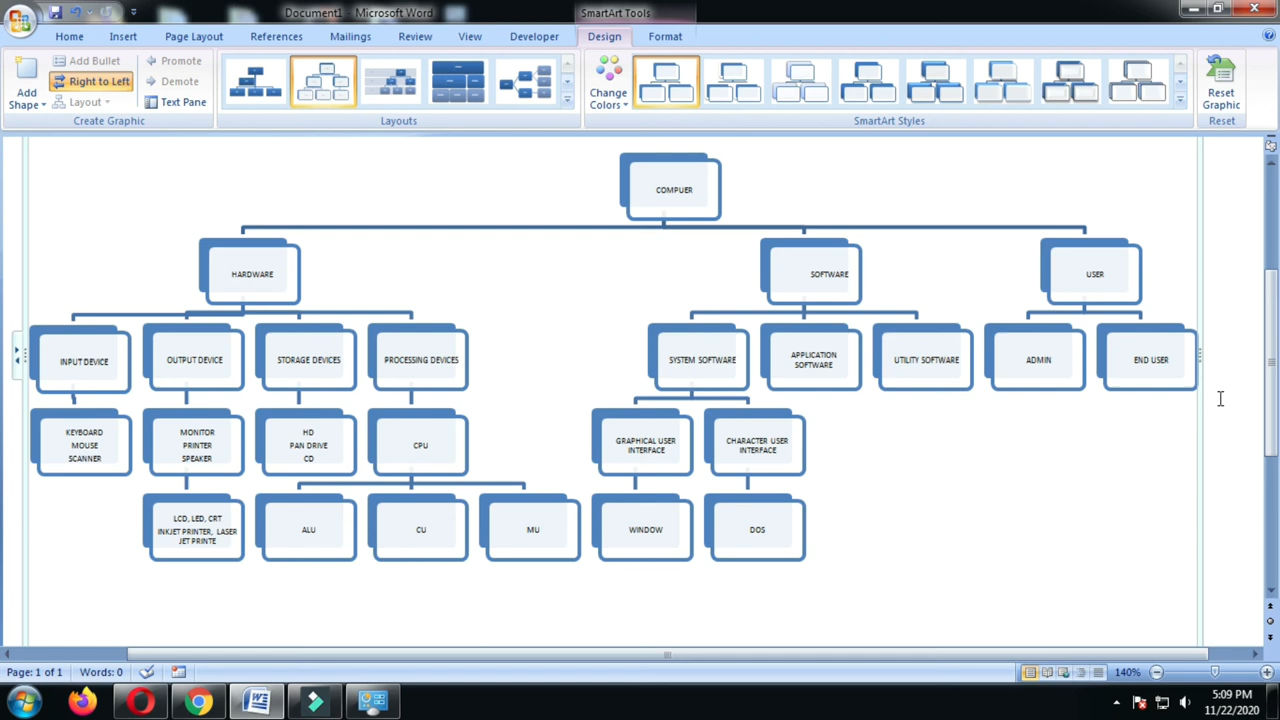 Document1 - Microsoft Word
SmartArt Tools
Home Insert Page Layout References Mailings Review View Developer Design Format
Add Shape
Add Bullet
Right to Left
Layout
Promote
Demote
Text Pane
Create Graphic
Layouts
Change Colors
SmartArt Styles
Reset Graphic
Reset
COMPUER
HARDWARE
SOFTWARE
USER
INPUT DEVICE
OUTPUT DEVICE
STORAGE DEVICES
PROCESSING DEVICES
SYSTEM SOFTWARE
APPLICATION
SOFTWARE
UTILITY SOFTWARE
ADMIN
END USER
KEYBOARD
MOUSE
SCANNER
MONITOR
PRINTER
SPEAKER
HD
PAN DRIVE
CD
CPU
GRAPHICAL USER
INTERFACE
CHARACTER USER
INTERFACE
LCD, LED, CRT
INKJET PRINTER, LASER
JET PRINTE
ALU
CU
MU
WINDOW
DOS
Page: 1 of 1 Words: 0
140%
5:09 PM
11/22/2020